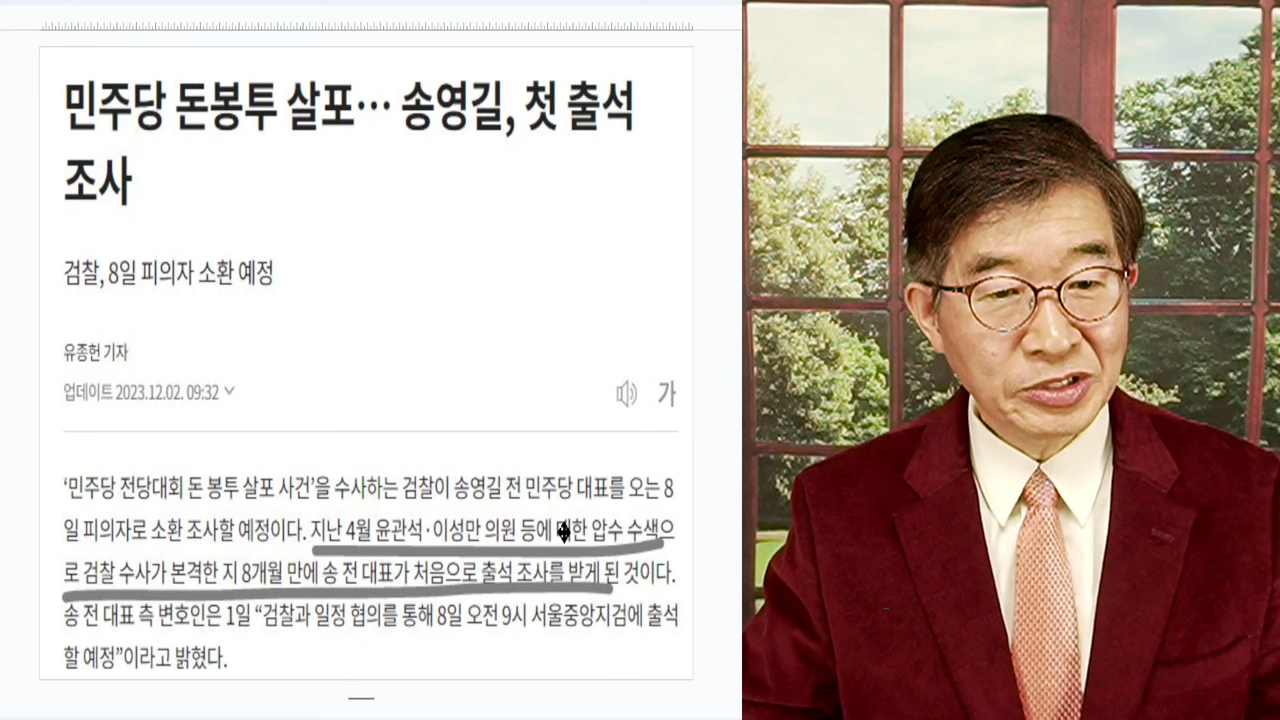 민주당 돈봉투 살포… 송영길, 첫 출석
조사
검찰, 8일 피의자 소환 예정
유종헌 기자
업데이트 2023.12.02. 09:32
가
‘민주당 전당대회 돈 봉투 살포 사건’을 수사하는 검찰이 송영길 전 민주당 대표를 오는 8
일 피의자로 소환 조사할 예정이다. 지난 4월 윤관석·이성만 의원 등에 압수 수색으
로 검찰 수사가 본격한 지 8개월 만에 송 전 대표가 처음으로 출석 조사를 받게 된 것이다.
송 전 대표 측 변호인은 1일 “검찰과 일정 협의를 통해 8일 오전 9시 서울중앙지검에 출석
할 예정”이라고 밝혔다.